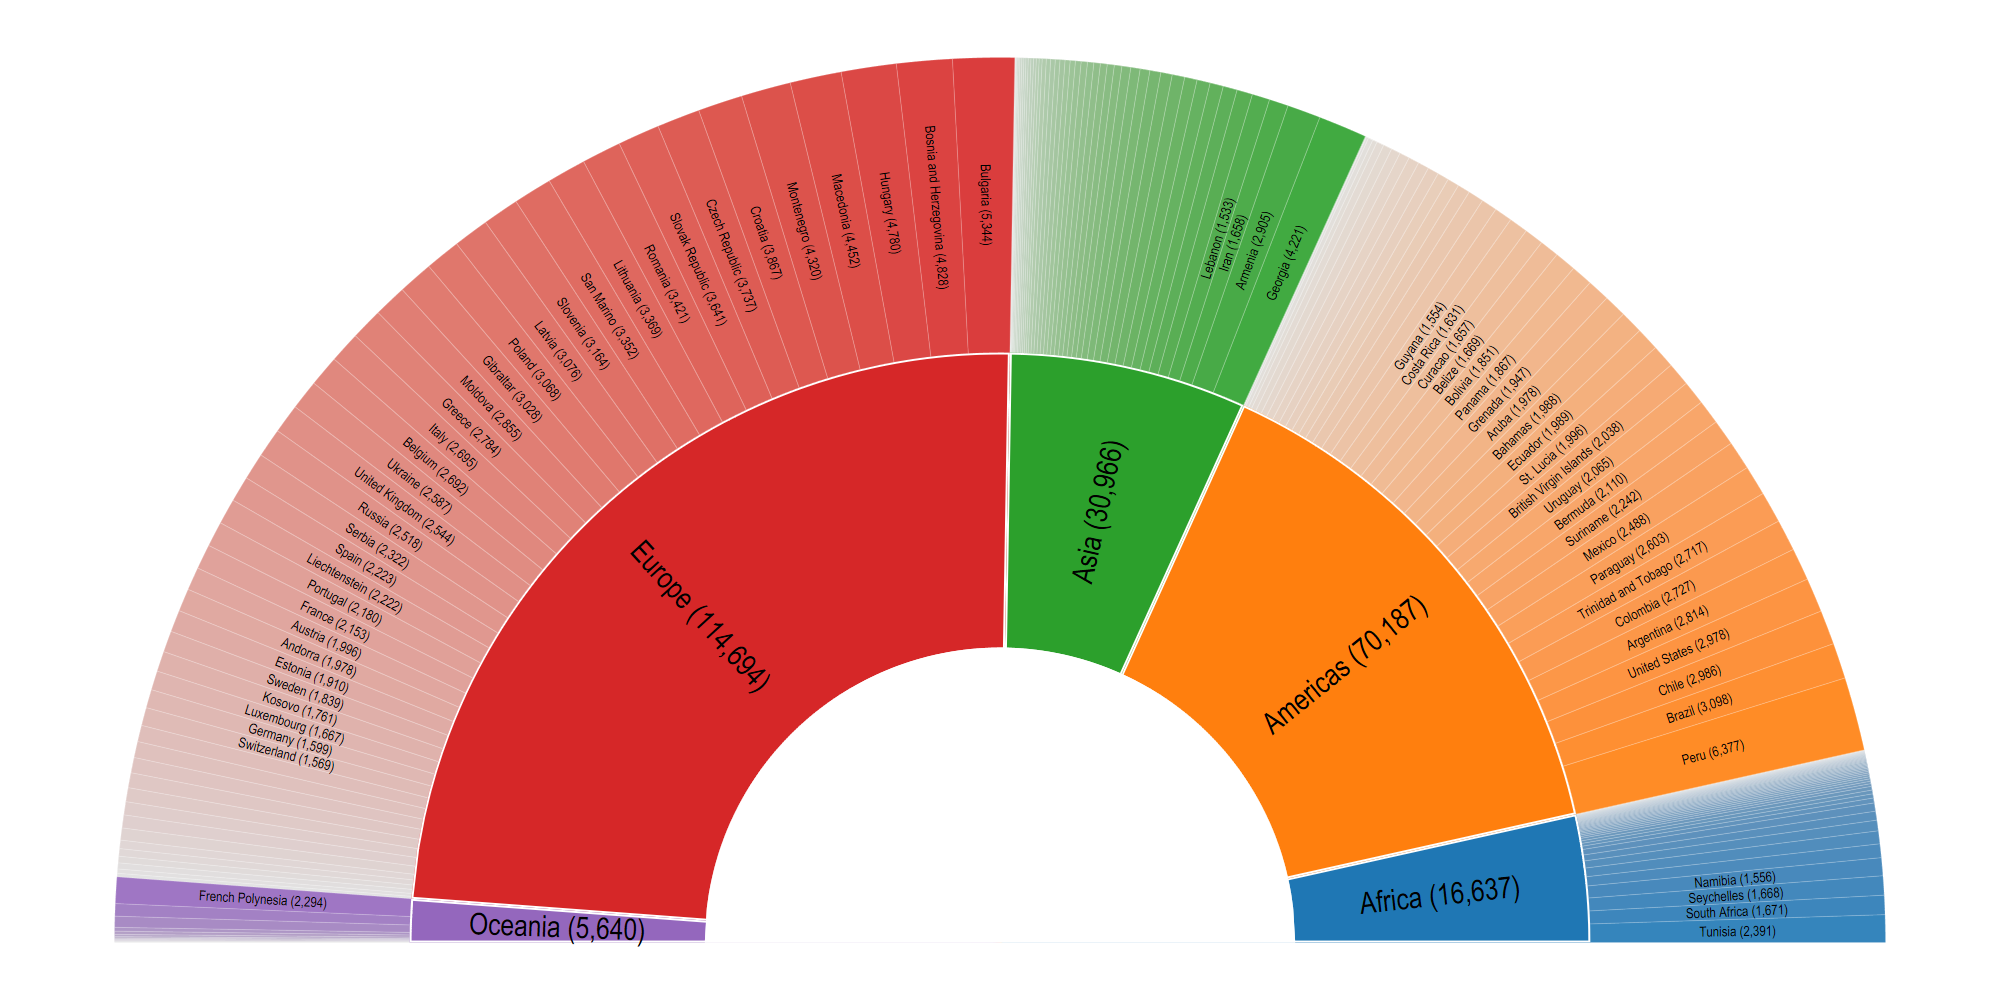 Bulgaria (5,344)
Bosnia and Herzegovina (4,828)
Hungary (4,780)
Macedonia (4,452)
Montenegro (4,320)
Croatia (3,867)
Czech Republic (3,737)
Slovak Republic (3,641)
Romania (3,421)
Lithuania (3,369)
San Marino (3,352)
Slovenia (3,164)
Latvia (3,076)
Poland (3,068)
Gibraltar (3,028)
Moldova (2,855)
Greece (2,784)
Italy (2,695)
Belgium (2,692)
Ukraine (2,587)
United Kingdom (2,544)
Russia (2,518)
Serbia (2,322)
Spain (2,223)
Liechtenstein (2,222)
Portugal (2,180)
France (2,153)
Austria (1,996)
Andorra (1,978)
Estonia (1,910)
Sweden (1,839)
Kosovo (1,761)
Luxembourg (1,667)
Germany (1,599)
Switzerland (1,569)
French Polynesia (2,294)
Lebanon (1,533)
Iran (1,658)
Armenia (2,905)
Georgia (4,221)
Guyana (1,554)
Costa Rica (1,631)
Curacao (1,657)
Belize (1,669)
Bolivia (1,851)
Panama (1,867)
Grenada (1,947)
Aruba (1,978)
Bahamas (1,988)
Ecuador (1,989)
St. Lucia (1,996)
British Virgin Islands (2,038)
Uruguay (2,065)
Bermuda (2,110)
Suriname (2,242)
Mexico (2,488)
Paraguay (2,603)
Trinidad and Tobago (2,717)
Colombia (2,727)
Argentina (2,814)
United States (2,978)
Chile (2,986)
Brazil (3,098)
Peru (6,377)
Namibia (1,556)
Seychelles (1,668)
South Africa (1,671)
Tunisia (2,391)
Europe (114,694)
Asia (30,966)
Americas (70,187)
Africa (16,637)
Oceania (5,640)